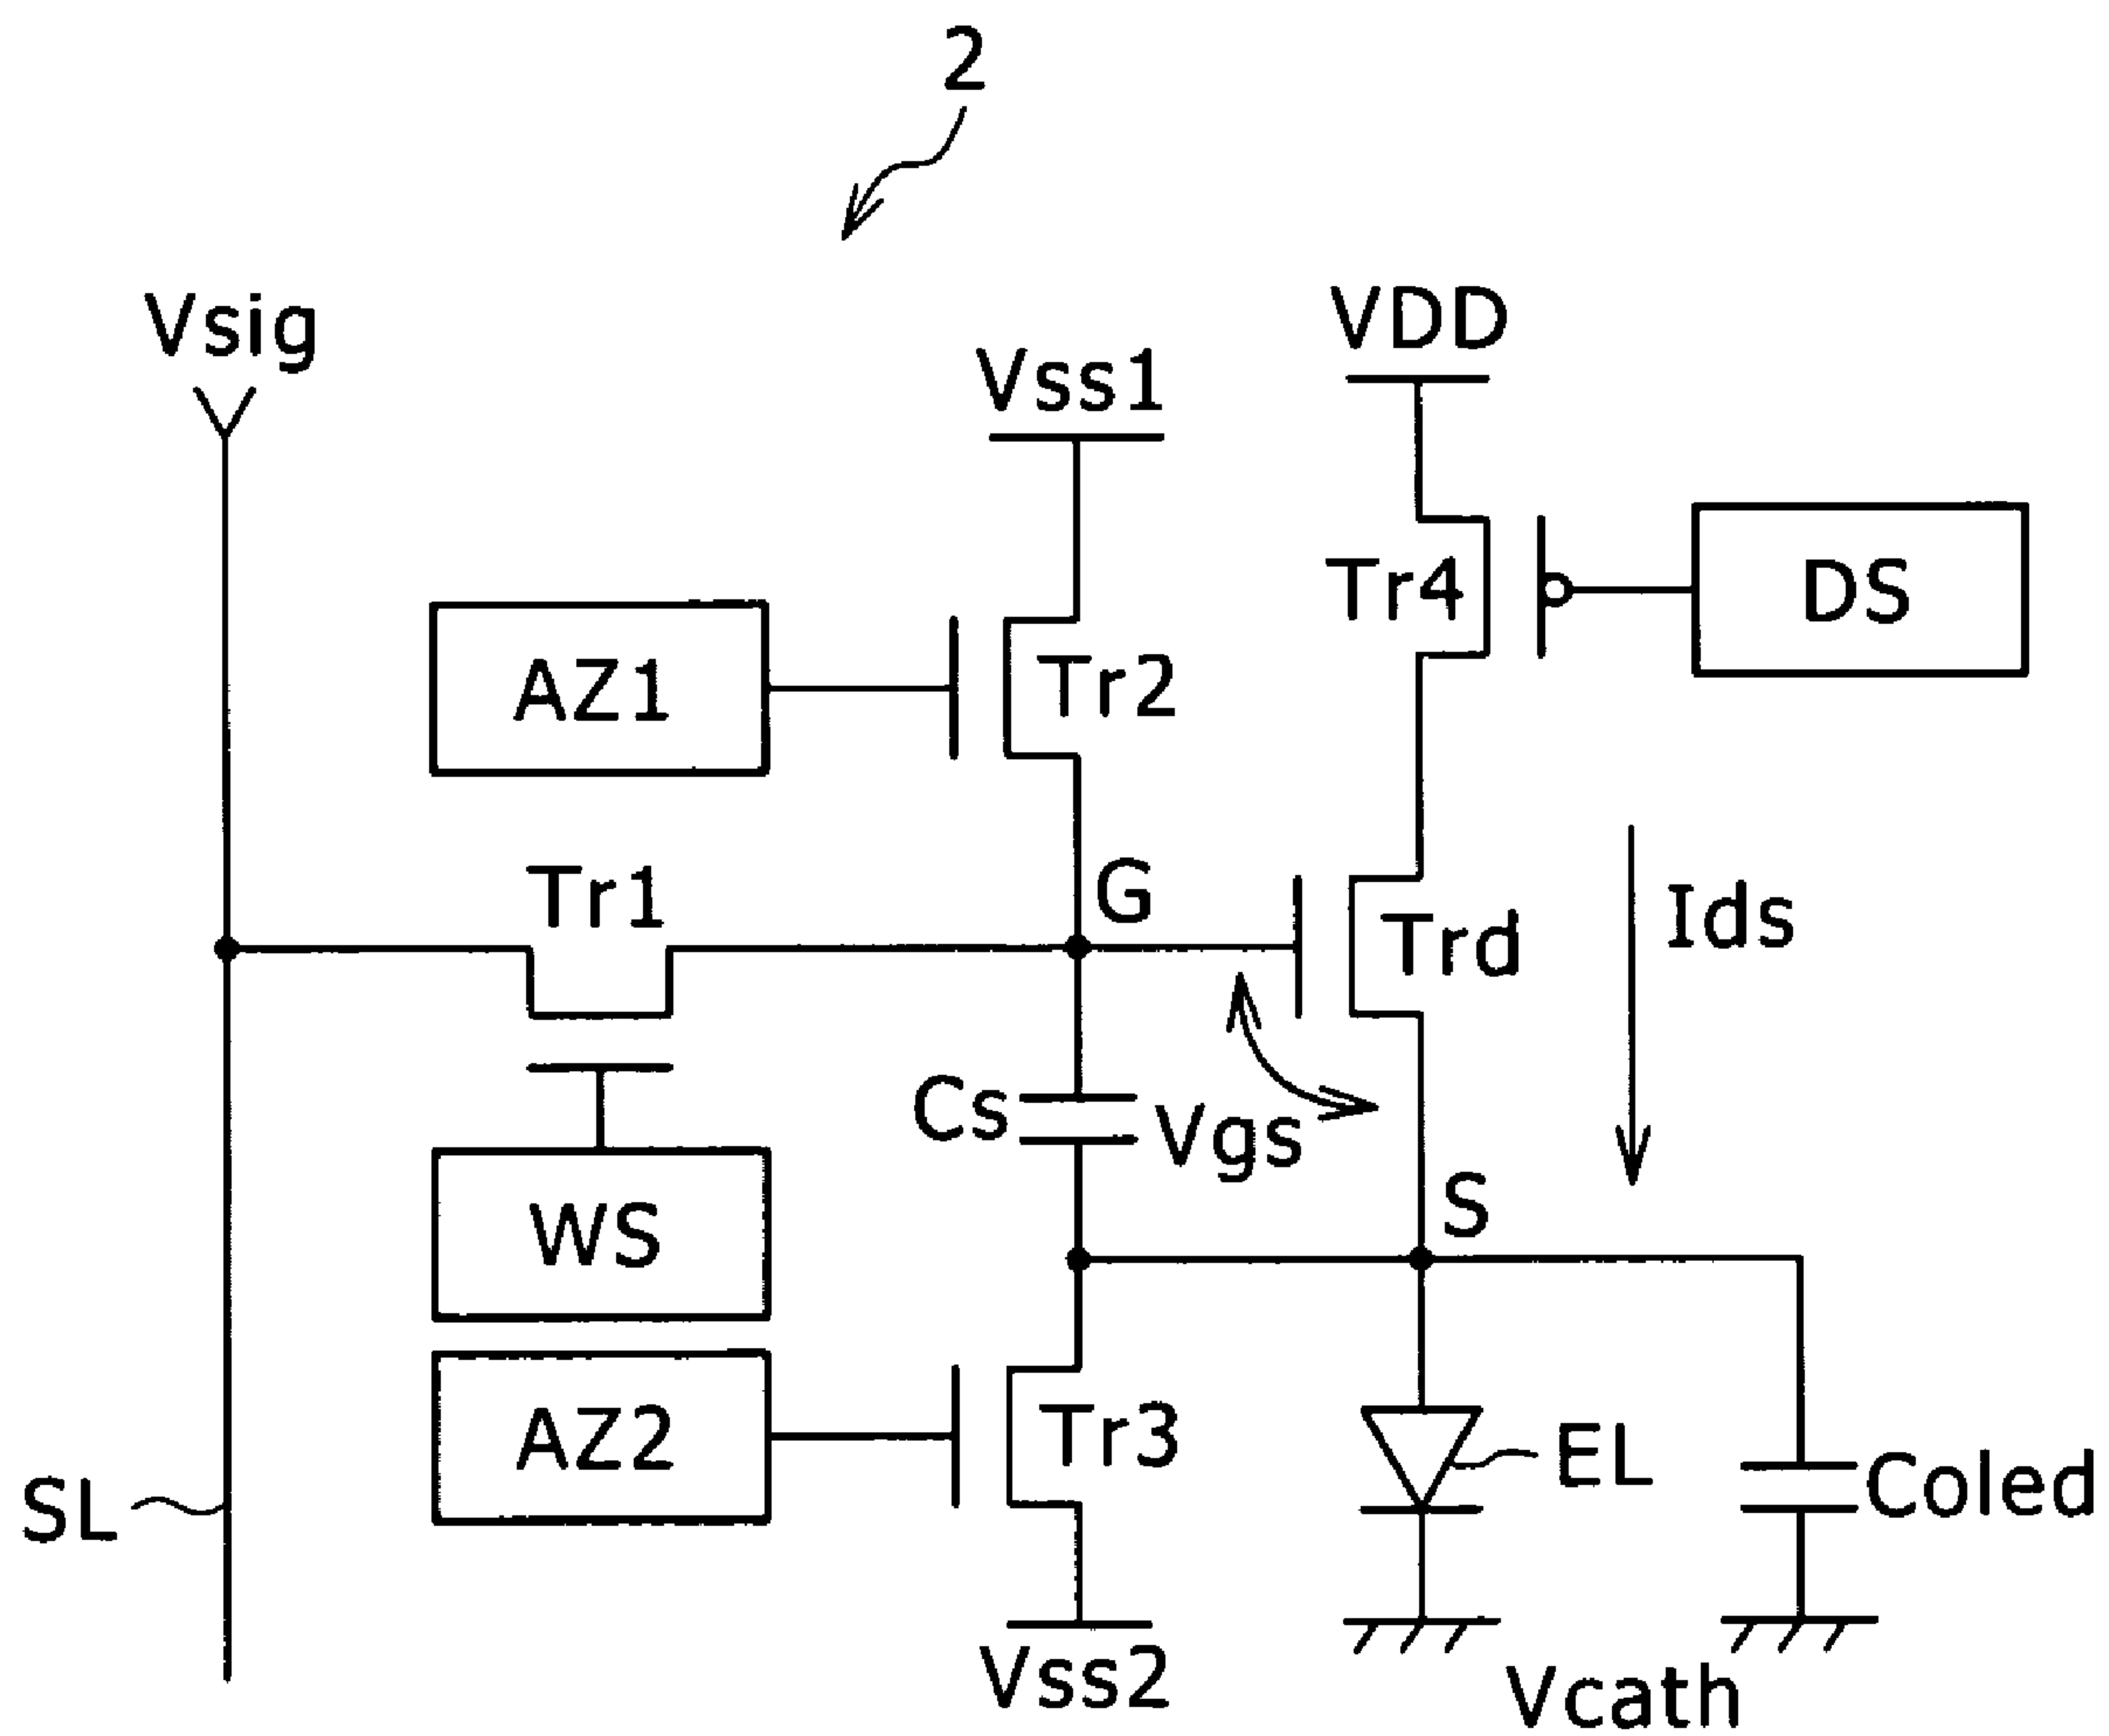 2
Vsig
VDD
Vss1
Tr4
DS
AZ1
Tr2
Tr1
G
Trd
Ids
Cs
Vgs
S
WS
AZ2
Tr3
EL
Coled
SL
Vss2
Vcath